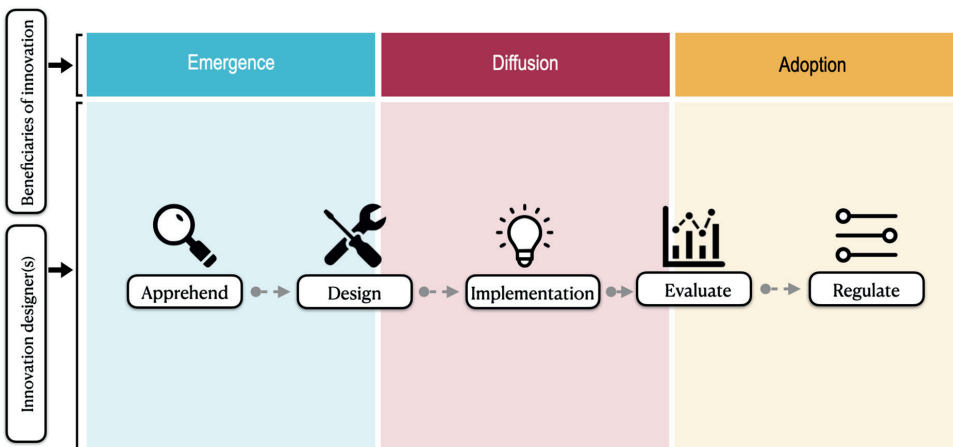 Beneficiaries of innovation
Emergence
Diffusion
Adoption
Innovation designer(s)
Apprehend
Design
Implementation
Evaluate
Regulate